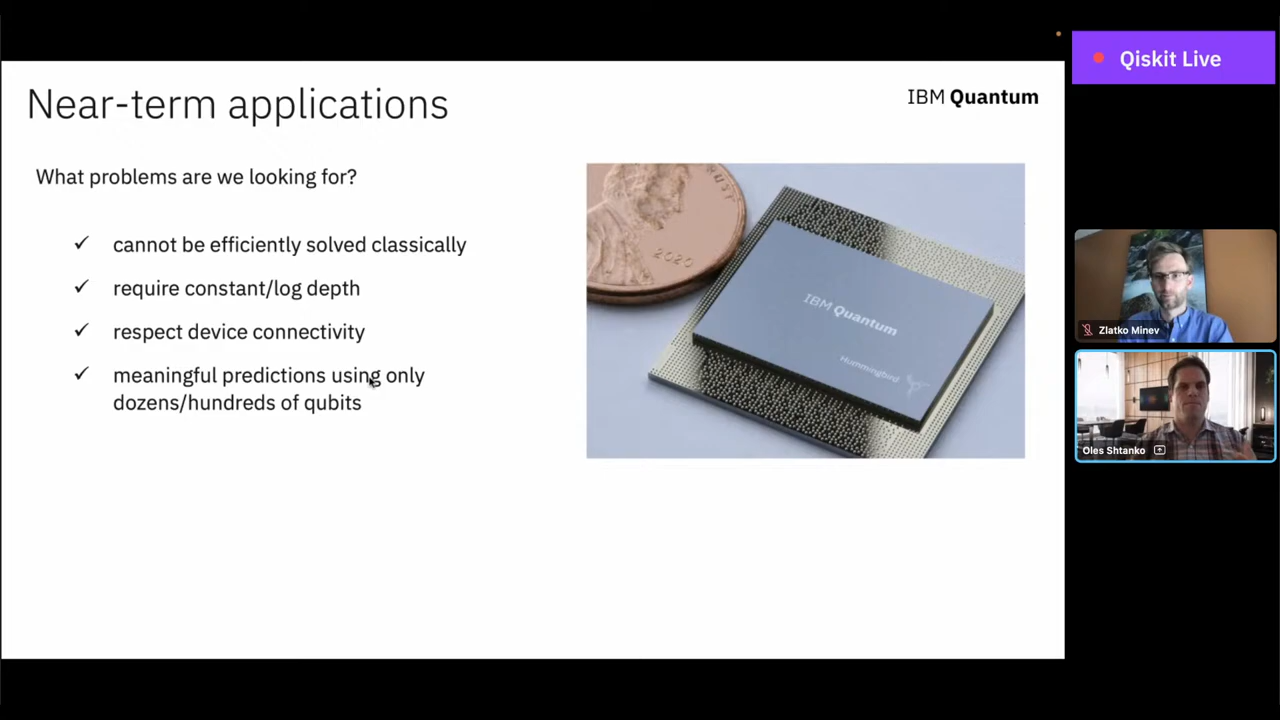 Near-term applications
IBM Quantum
What problems are we looking for?
✓ cannot be efficiently solved classically
✓ require constant/log depth
✓ respect device connectivity
✓ meaningful predictions using only
dozens/hundreds of qubits
TRUST
2020
IBM Quantum
Hummingbird
Qiskit Live
Zlatko Minev
Oles Shtanko